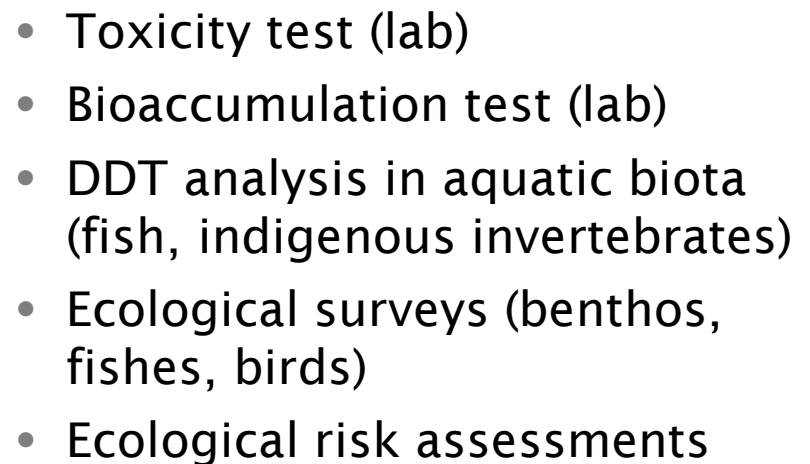 • Toxicity test (lab)
• Bioaccumulation test (lab)
• DDT analysis in aquatic biota
(fish, indigenous invertebrates)
• Ecological surveys (benthos,
fishes, birds)
• Ecological risk assessments